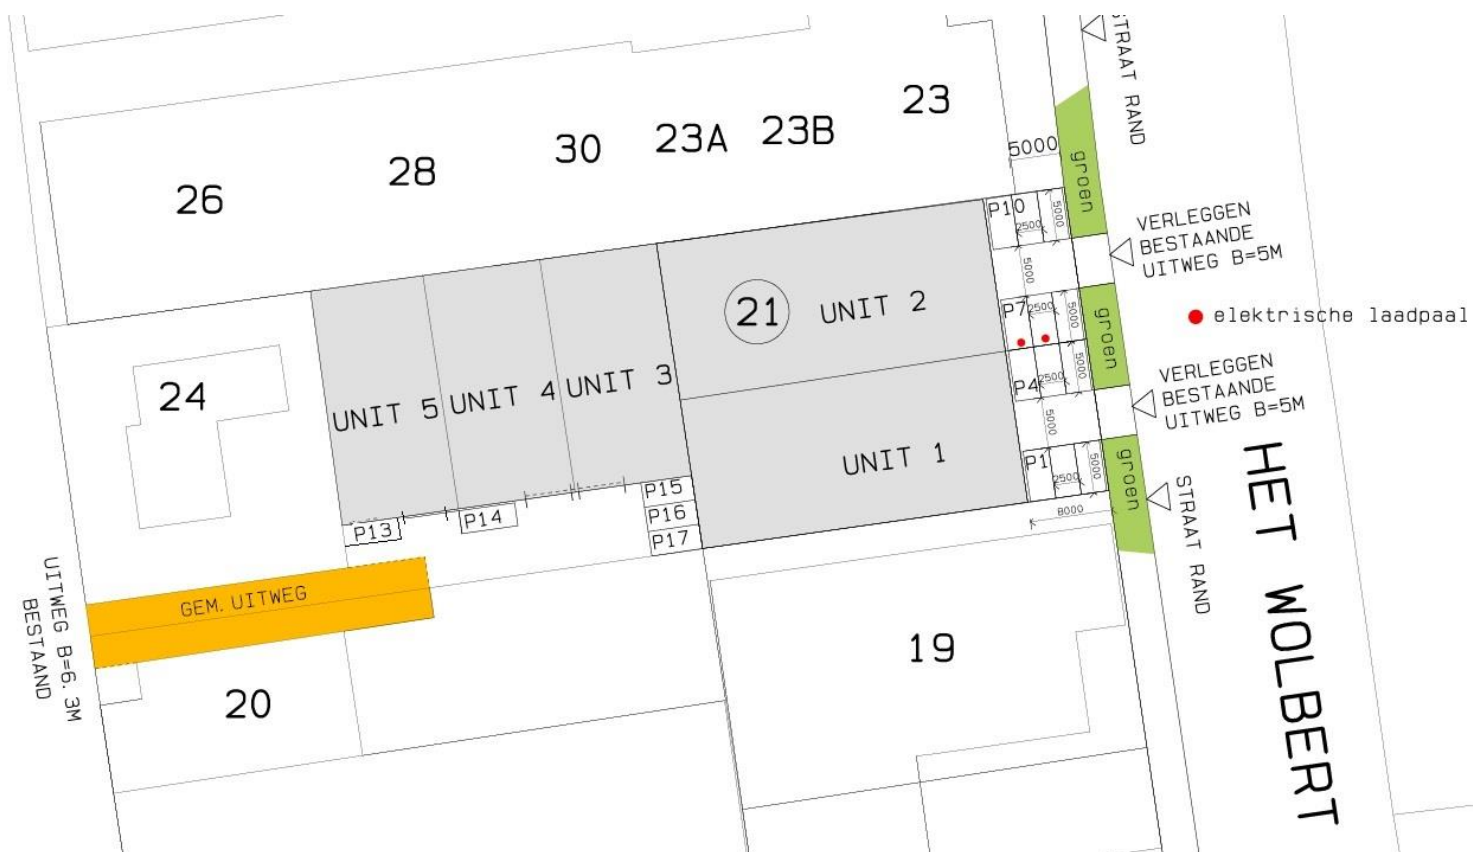 STRAAT RAND
23
23B
23A
30
28
26
5000
groen
P10
2500
5000
VERLEGGEN
BESTAANDE
UITWEG B=5M
5000
21
UNIT 2
P7
2500
5000
groen
elektrische laadpaal
24
UNIT 5
UNIT 4
UNIT 3
P4
2500
5000
VERLEGGEN
BESTAANDE
UITWEG B=5M
5000
UNIT 1
P1
2500
5000
groen
8000
STRAAT RAND
P15
P16
P17
P14
P13
GEM. UITWEG
UITWEG B=6.3M
BESTAAND
20
19
HET WOLBERT